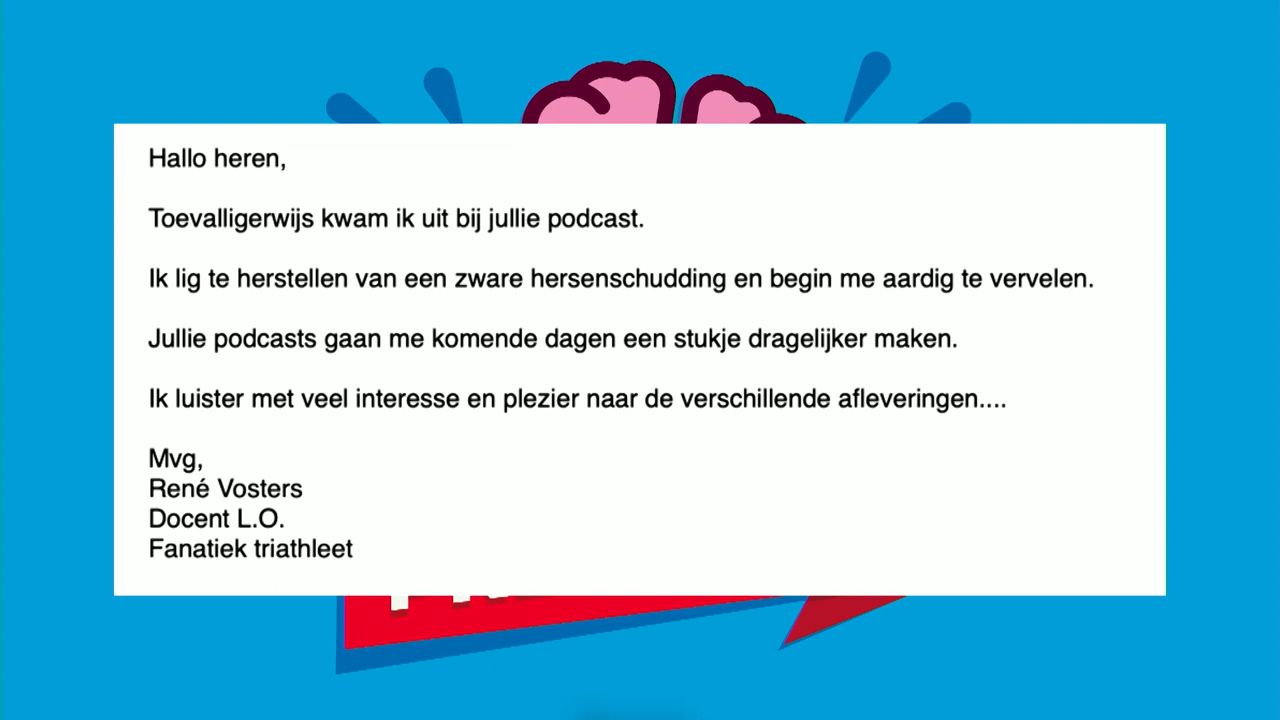 Hallo heren,
Toevalligerwijs kwam ik uit bij jullie podcast.
Ik lig te herstellen van een zware hersenschudding en begin me aardig te vervelen.
Jullie podcasts gaan me komende dagen een stukje dragelijker maken.
Ik luister met veel interesse en plezier naar de verschillende afleveringen....
Mvg,
René Vosters
Docent L.O.
Fanatiek triathleet